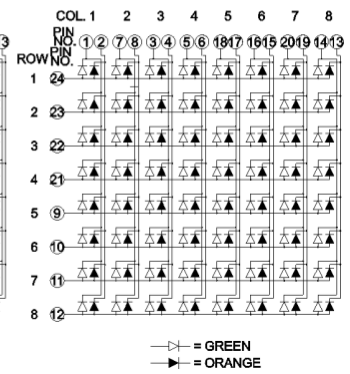 COL. 1 2 3 4 5 6 7 8
PIN NO. 1 2 7 8 3 4 5 6 18 17 16 15 20 19 14 13
3
ROW PIN NO.
1 24
2 23
3 22
4 21
5 9
6 10
7 11
8 12
= GREEN
= ORANGE